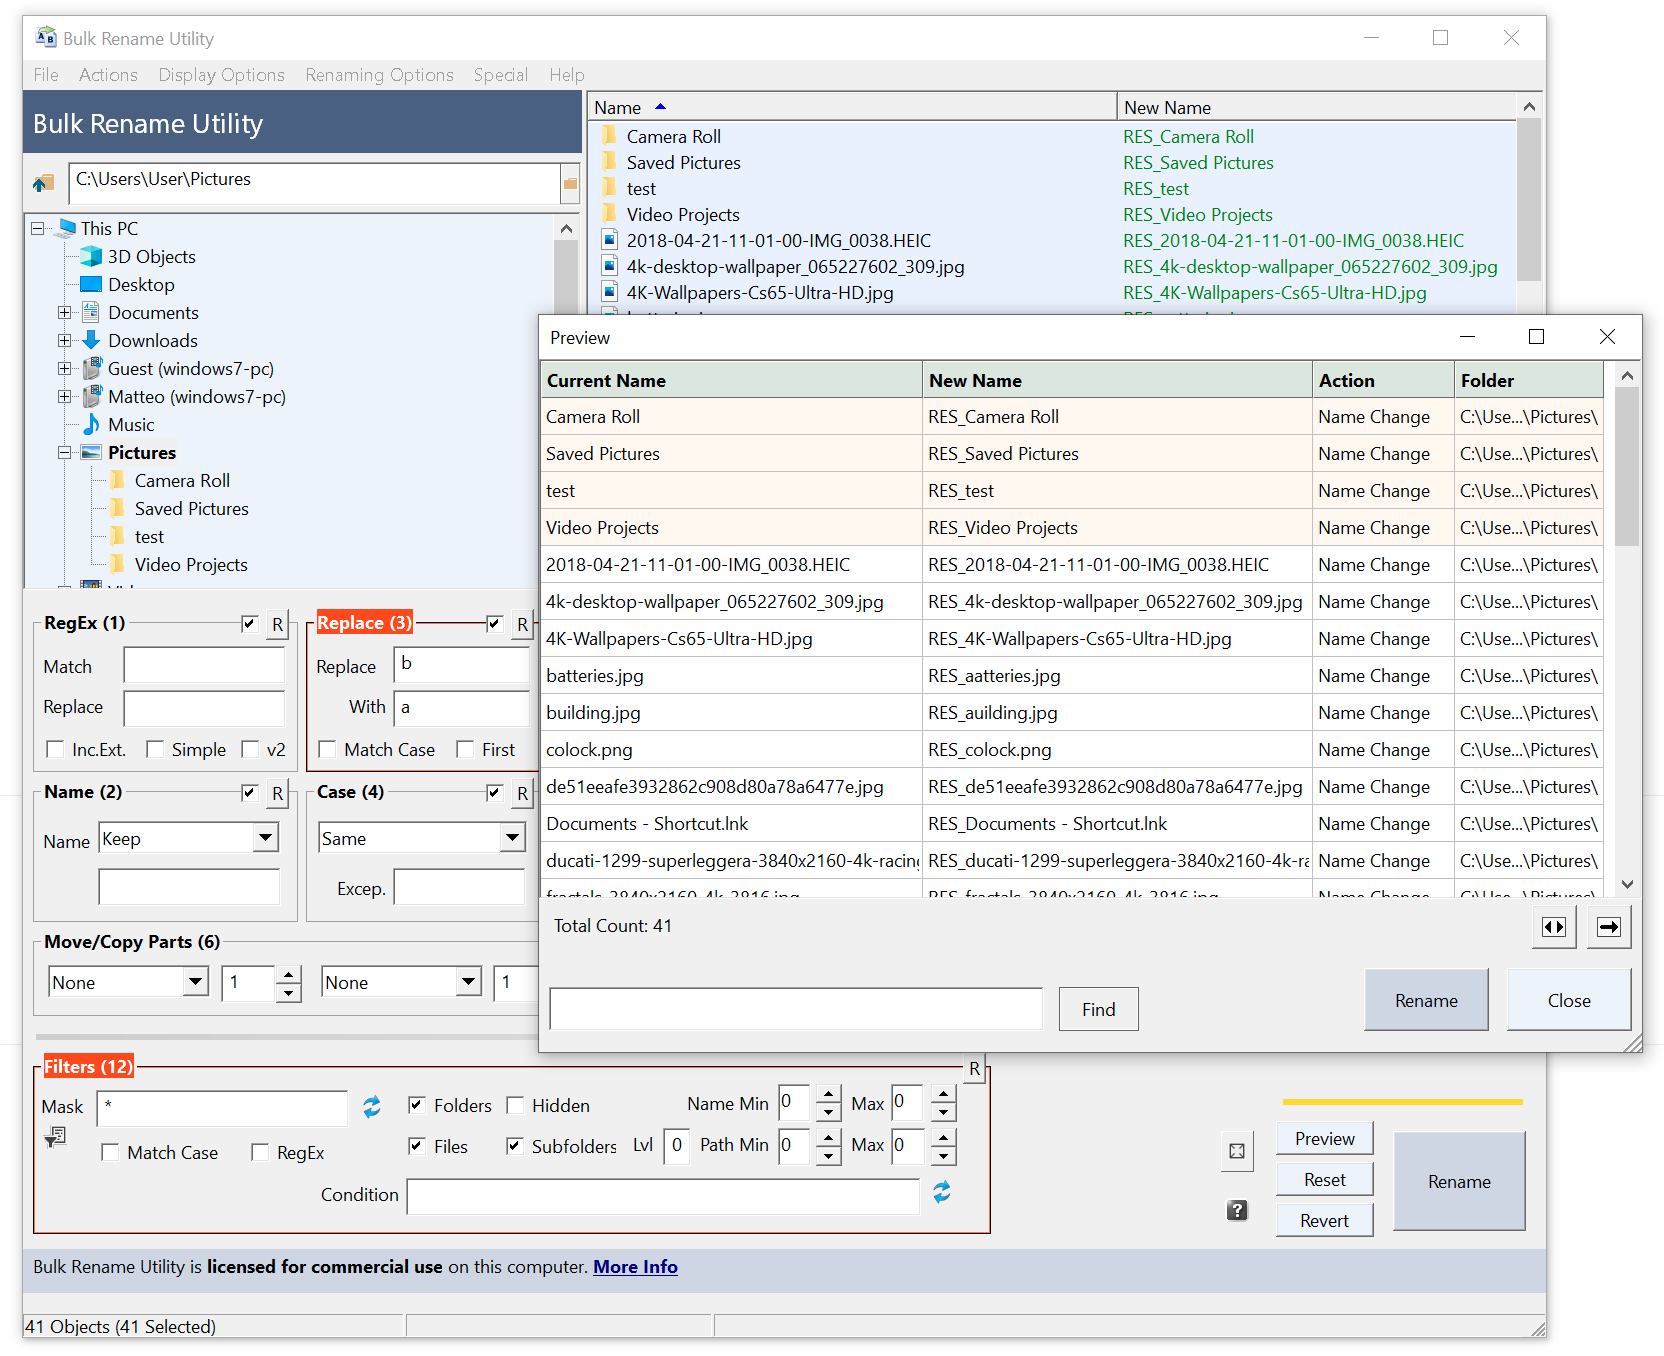 Bulk Rename Utility
File Actions Display Options Renaming Options Special Help
Bulk Rename Utility
C:\Users\User\Pictures
This PC
3D Objects
Desktop
Documents
Downloads
Guest (windows7-pc)
Matteo (windows7-pc)
Music
Pictures
Camera Roll
Saved Pictures
test
Video Projects
Name New Name
Camera Roll RES_Camera Roll
Saved Pictures RES_Saved Pictures
test RES_test
Video Projects RES_Video Projects
2018-04-21-11-01-00-IMG_0038.HEIC RES_2018-04-21-11-01-00-IMG_0038.HEIC
4k-desktop-wallpaper_065227602_309.jpg RES_4k-desktop-wallpaper_065227602_309.jpg
4K-Wallpapers-Cs65-Ultra-HD.jpg RES_4K-Wallpapers-Cs65-Ultra-HD.jpg
Preview
Current Name New Name Action Folder
Camera Roll RES_Camera Roll Name Change C:\Use...\Pictures\
Saved Pictures RES_Saved Pictures Name Change C:\Use...\Pictures\
test RES_test Name Change C:\Use...\Pictures\
Video Projects RES_Video Projects Name Change C:\Use...\Pictures\
2018-04-21-11-01-00-IMG_0038.HEIC RES_2018-04-21-11-01-00-IMG_0038.HEIC Name Change C:\Use...\Pictures\
4k-desktop-wallpaper_065227602_309.jpg RES_4k-desktop-wallpaper_065227602_309.jpg Name Change C:\Use...\Pictures\
4K-Wallpapers-Cs65-Ultra-HD.jpg RES_4K-Wallpapers-Cs65-Ultra-HD.jpg Name Change C:\Use...\Pictures\
batteries.jpg RES_aatteries.jpg Name Change C:\Use...\Pictures\
building.jpg RES_auilding.jpg Name Change C:\Use...\Pictures\
colock.png RES_colock.png Name Change C:\Use...\Pictures\
de51eeafe3932862c908d80a78a6477e.jpg RES_de51eeafe3932862c908d80a78a6477e.jpg Name Change C:\Use...\Pictures\
Documents - Shortcut.lnk RES_Documents - Shortcut.lnk Name Change C:\Use...\Pictures\
ducati-1299-superleggera-3840x2160-4k-racing RES_ducati-1299-superleggera-3840x2160-4k-ra Name Change C:\Use...\Pictures\
fractals-3840x2160-4k-3816.jpg RES_fractals-3840x2160-4k-3816.jpg Name Change C:\Use...\Pictures\
Total Count: 41
Find Rename Close
RegEx (1) R
Match
Replace
Inc.Ext. Simple v2
Replace (3) R
Replace b
With a
Match Case First
Name (2) R
Name Keep
Case (4) R
Same
Excep.
Move/Copy Parts (6)
None 1 None 1
Filters (12) R
Mask * Folders Hidden Name Min 0 Max 0
Match Case RegEx Files Subfolders Lvl 0 Path Min 0 Max 0
Condition
Preview
Reset
Revert
Rename
?
Bulk Rename Utility is licensed for commercial use on this computer. More Info
41 Objects (41 Selected)